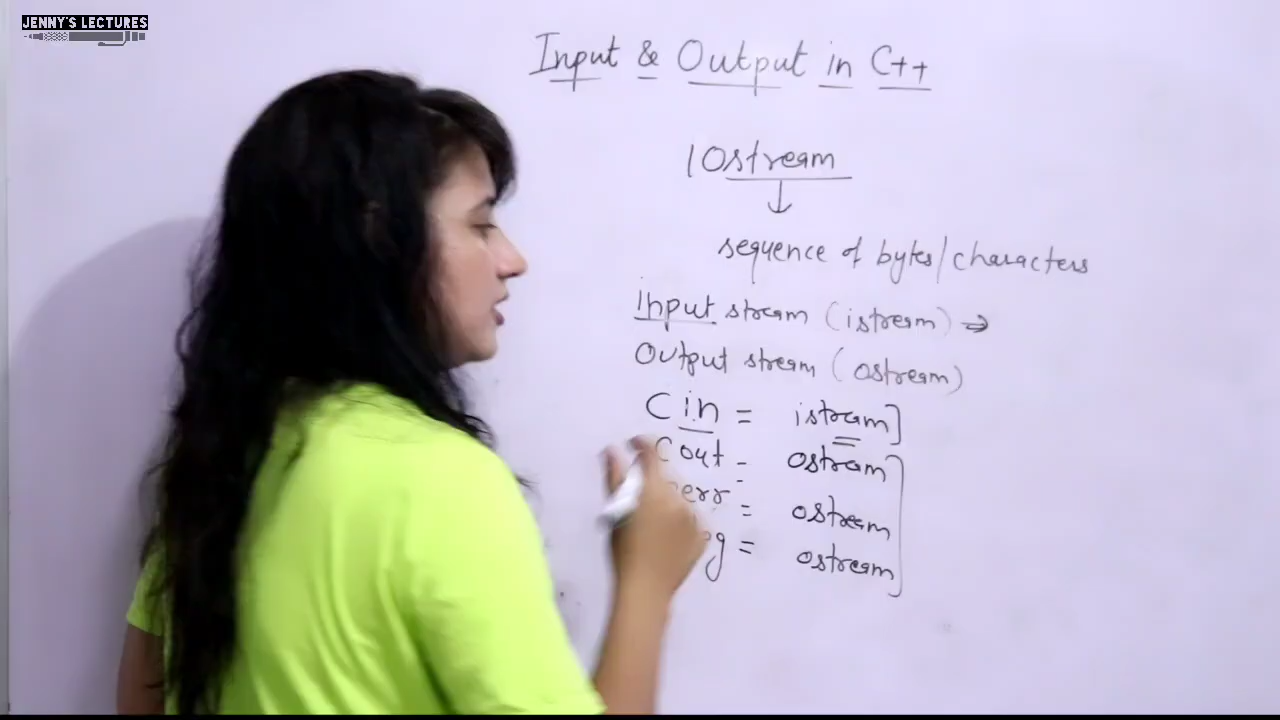 JENNY'S LECTURES
Input & Output in C++
IOstream
↓
sequence of bytes/characters
Input stream (istream) →
Output stream (ostream)
Cin = istream]
Cout = ostream
= ostream
= ostream